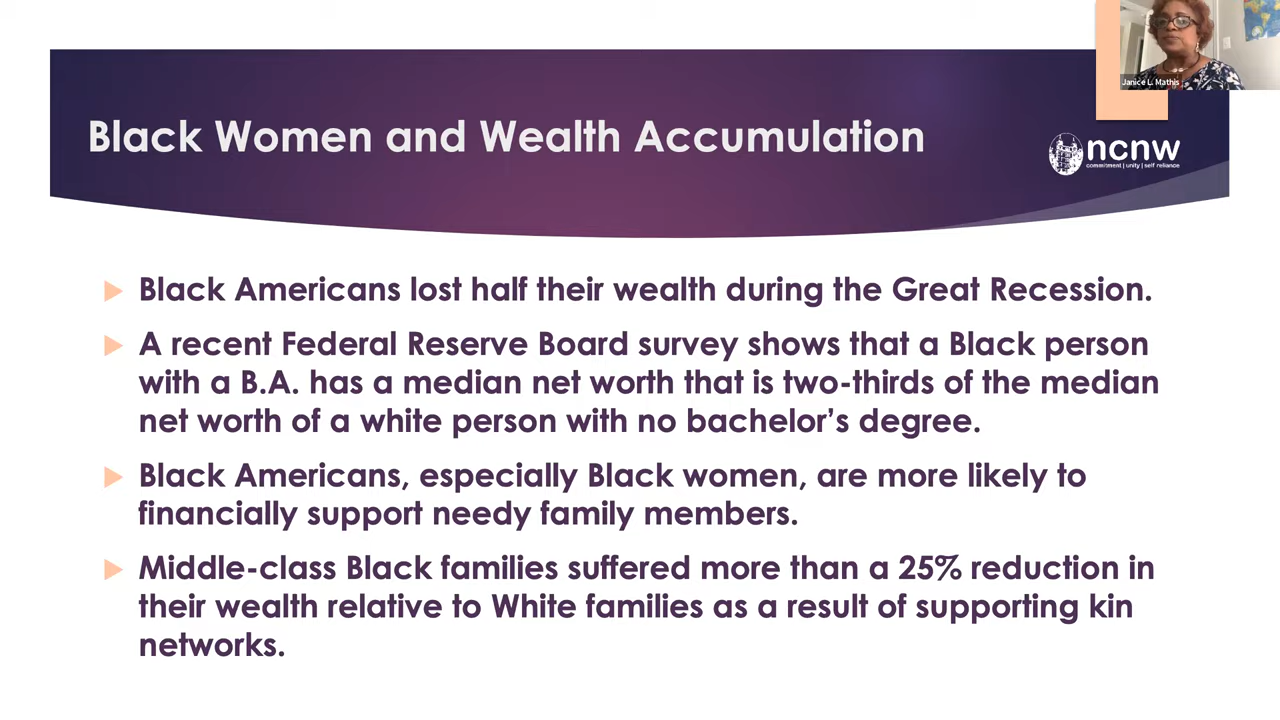 Janice L. Mathis
Black Women and Wealth Accumulation
ncnw
commitment | unity | self reliance
Black Americans lost half their wealth during the Great Recession.
A recent Federal Reserve Board survey shows that a Black person
with a B.A. has a median net worth that is two-thirds of the median
net worth of a white person with no bachelor’s degree.
Black Americans, especially Black women, are more likely to
financially support needy family members.
Middle-class Black families suffered more than a 25% reduction in
their wealth relative to White families as a result of supporting kin
networks.